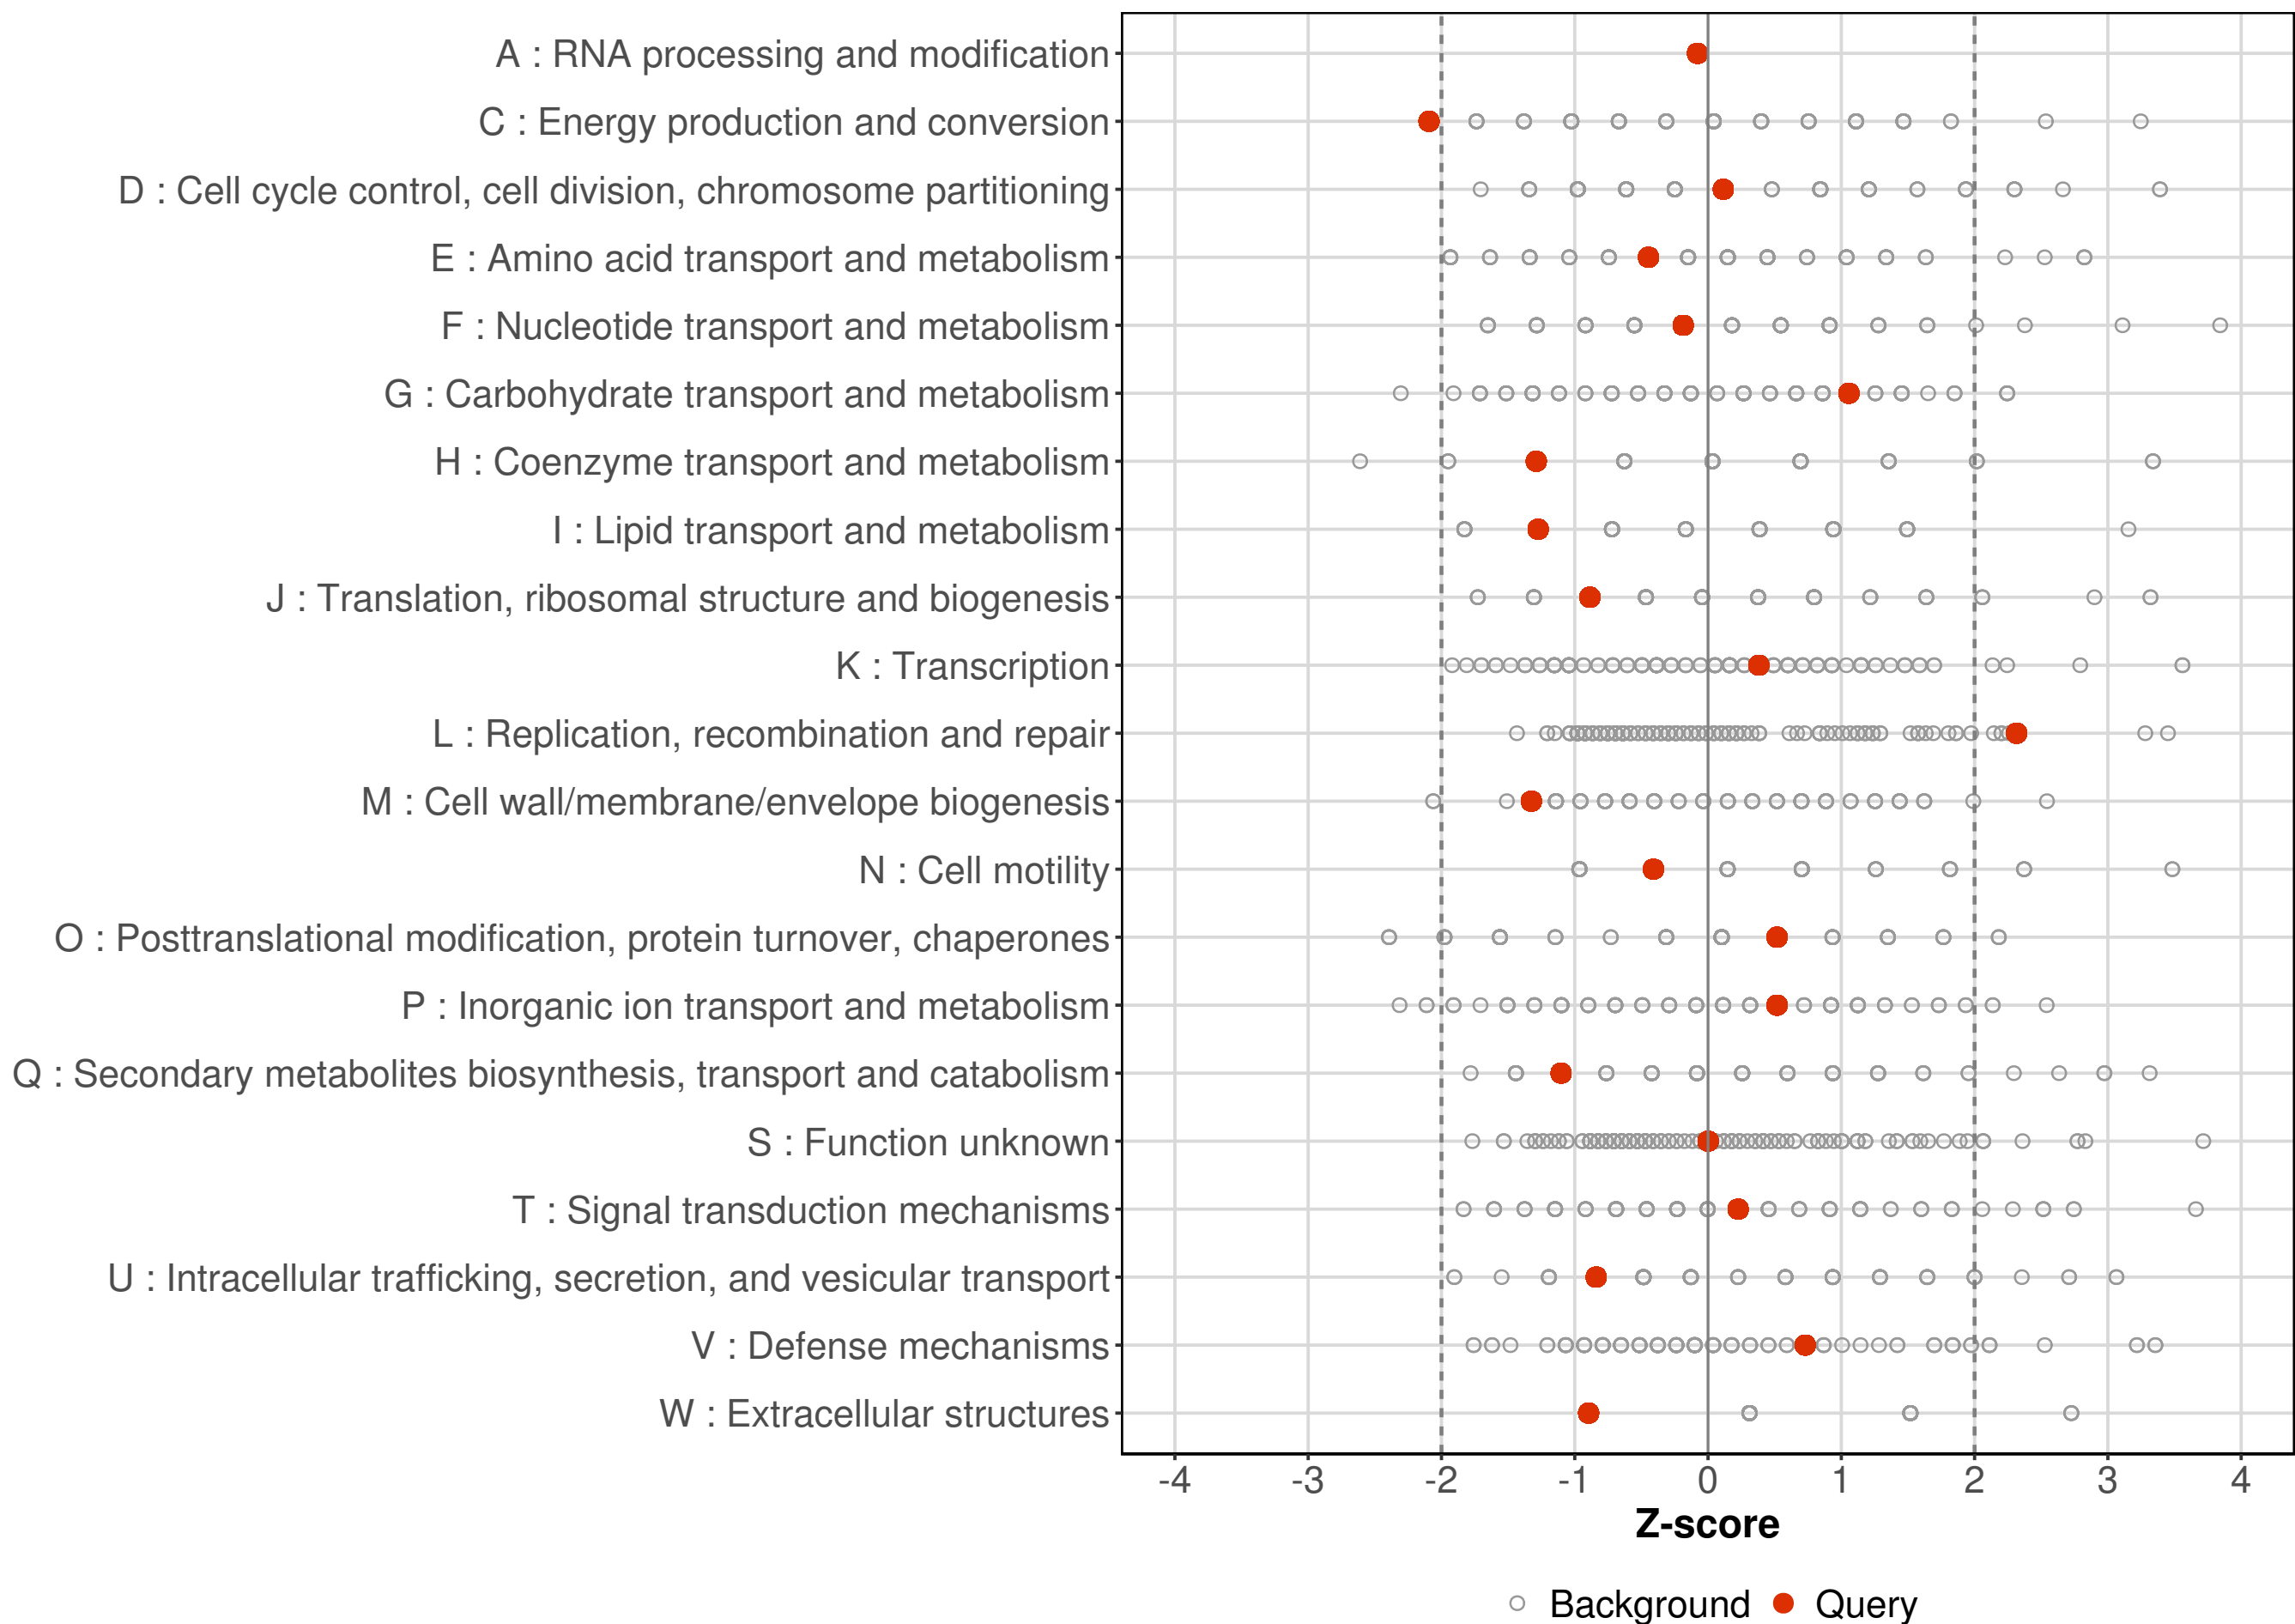 A : RNA processing and modification
C : Energy production and conversion
D : Cell cycle control, cell division, chromosome partitioning
E : Amino acid transport and metabolism
F : Nucleotide transport and metabolism
G : Carbohydrate transport and metabolism
H : Coenzyme transport and metabolism
I : Lipid transport and metabolism
J : Translation, ribosomal structure and biogenesis
K : Transcription
L : Replication, recombination and repair
M : Cell wall/membrane/envelope biogenesis
N : Cell motility
O : Posttranslational modification, protein turnover, chaperones
P : Inorganic ion transport and metabolism
Q : Secondary metabolites biosynthesis, transport and catabolism
S : Function unknown
T : Signal transduction mechanisms
U : Intracellular trafficking, secretion, and vesicular transport
V : Defense mechanisms
W : Extracellular structures
-4 -3 -2 -1 0 1 2 3 4
Z-score
Background Query